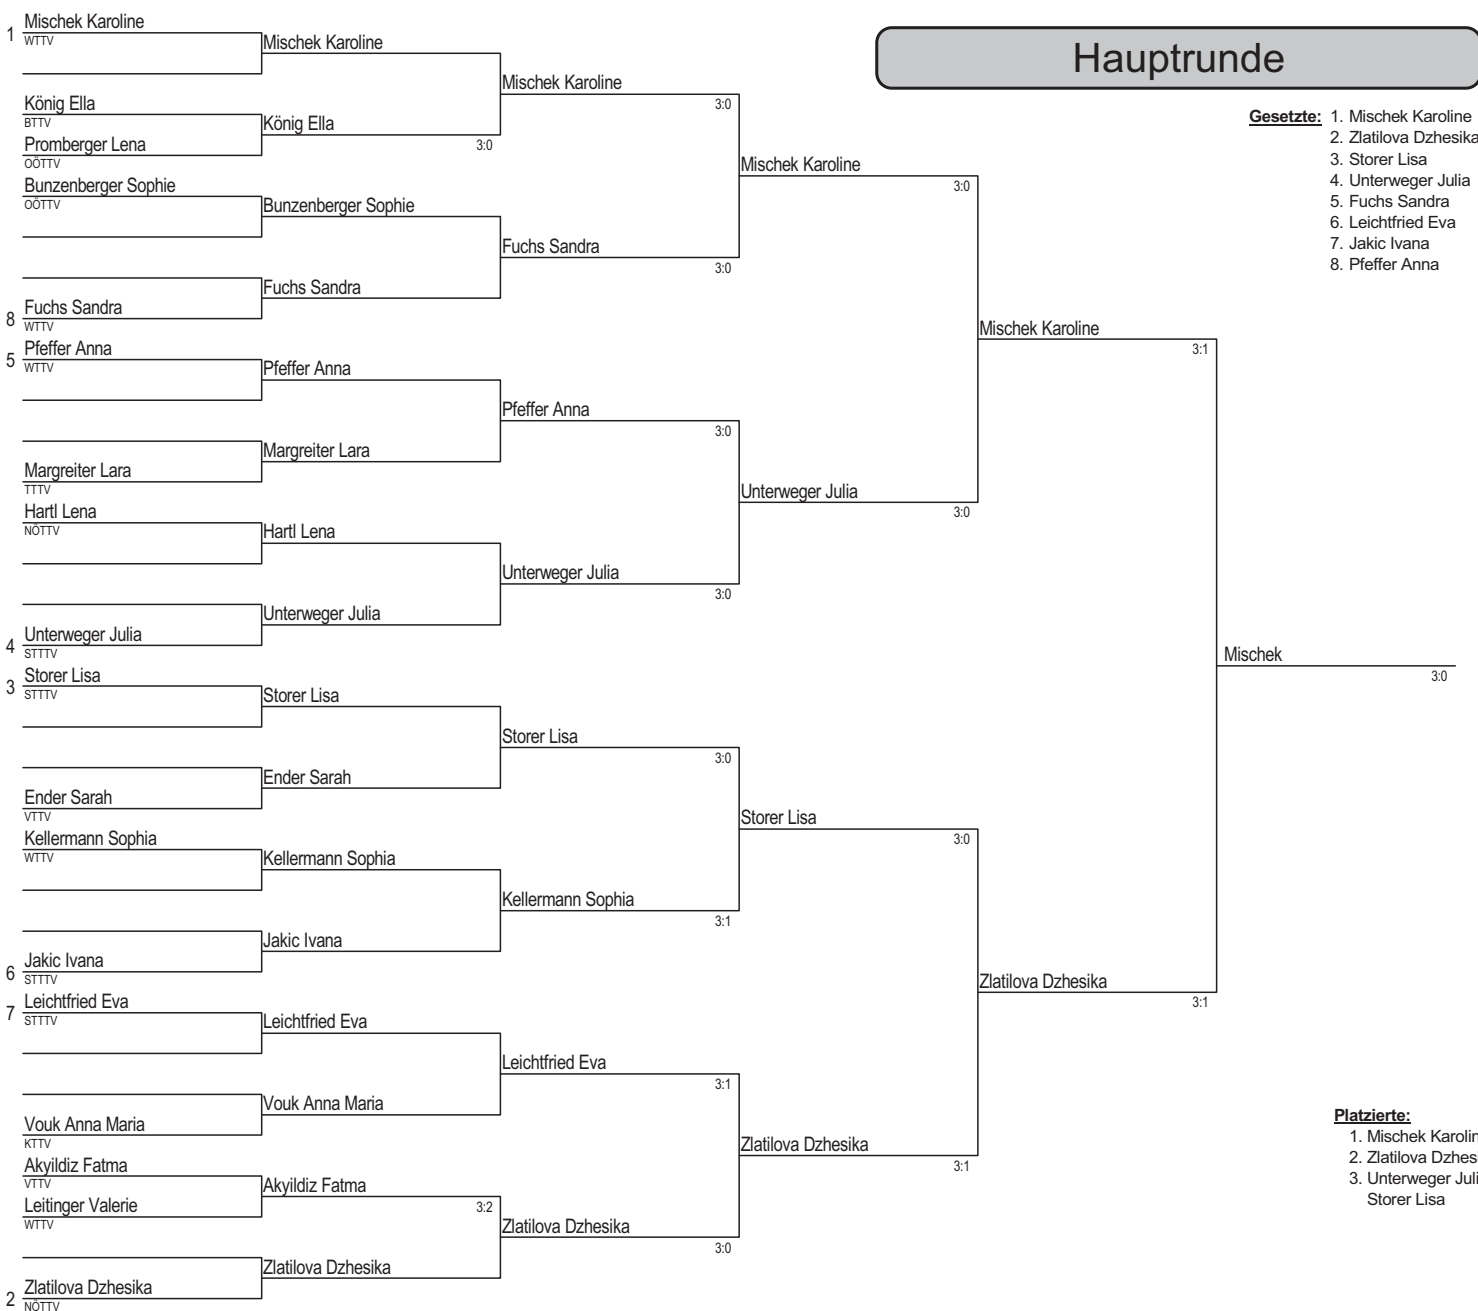 Hauptrunde
Gesetzte: 1. Mischek Karoline
2. Zlatilova Dzhesika
3. Storer Lisa
4. Unterweger Julia
5. Fuchs Sandra
6. Leichtfried Eva
7. Jakic Ivana
8. Pfeffer Anna
1 Mischek Karoline
WTTV
König Ella
BTTV
Promberger Lena
OÖTTV
Bunzenberger Sophie
OÖTTV
8 Fuchs Sandra
WTTV
5 Pfeffer Anna
WTTV
Margreiter Lara
TTTV
Hartl Lena
NÖTTV
4 Unterweger Julia
STTTV
3 Storer Lisa
STTTV
Ender Sarah
VTTV
Kellermann Sophia
WTTV
6 Jakic Ivana
STTTV
7 Leichtfried Eva
STTTV
Vouk Anna Maria
KTTV
Akyildiz Fatma
VTTV
Leitinger Valerie
WTTV
2 Zlatilova Dzhesika
NÖTTV
Mischek Karoline
König Ella
3:0
Bunzenberger Sophie
Fuchs Sandra
Pfeffer Anna
Margreiter Lara
Hartl Lena
Unterweger Julia
Storer Lisa
Ender Sarah
Kellermann Sophia
Jakic Ivana
Leichtfried Eva
Vouk Anna Maria
Akyildiz Fatma
3:2
Zlatilova Dzhesika
Mischek Karoline
3:0
Fuchs Sandra
3:0
Pfeffer Anna
3:0
Unterweger Julia
3:0
Storer Lisa
3:0
Kellermann Sophia
3:1
Leichtfried Eva
3:1
Zlatilova Dzhesika
3:0
Mischek Karoline
3:0
Unterweger Julia
3:0
Storer Lisa
3:0
Zlatilova Dzhesika
3:1
Mischek Karoline
3:1
Zlatilova Dzhesika
3:1
Mischek
3:0
Platzierte:
1. Mischek Karolin
2. Zlatilova Dzhesi
3. Unterweger Juli
Storer Lisa